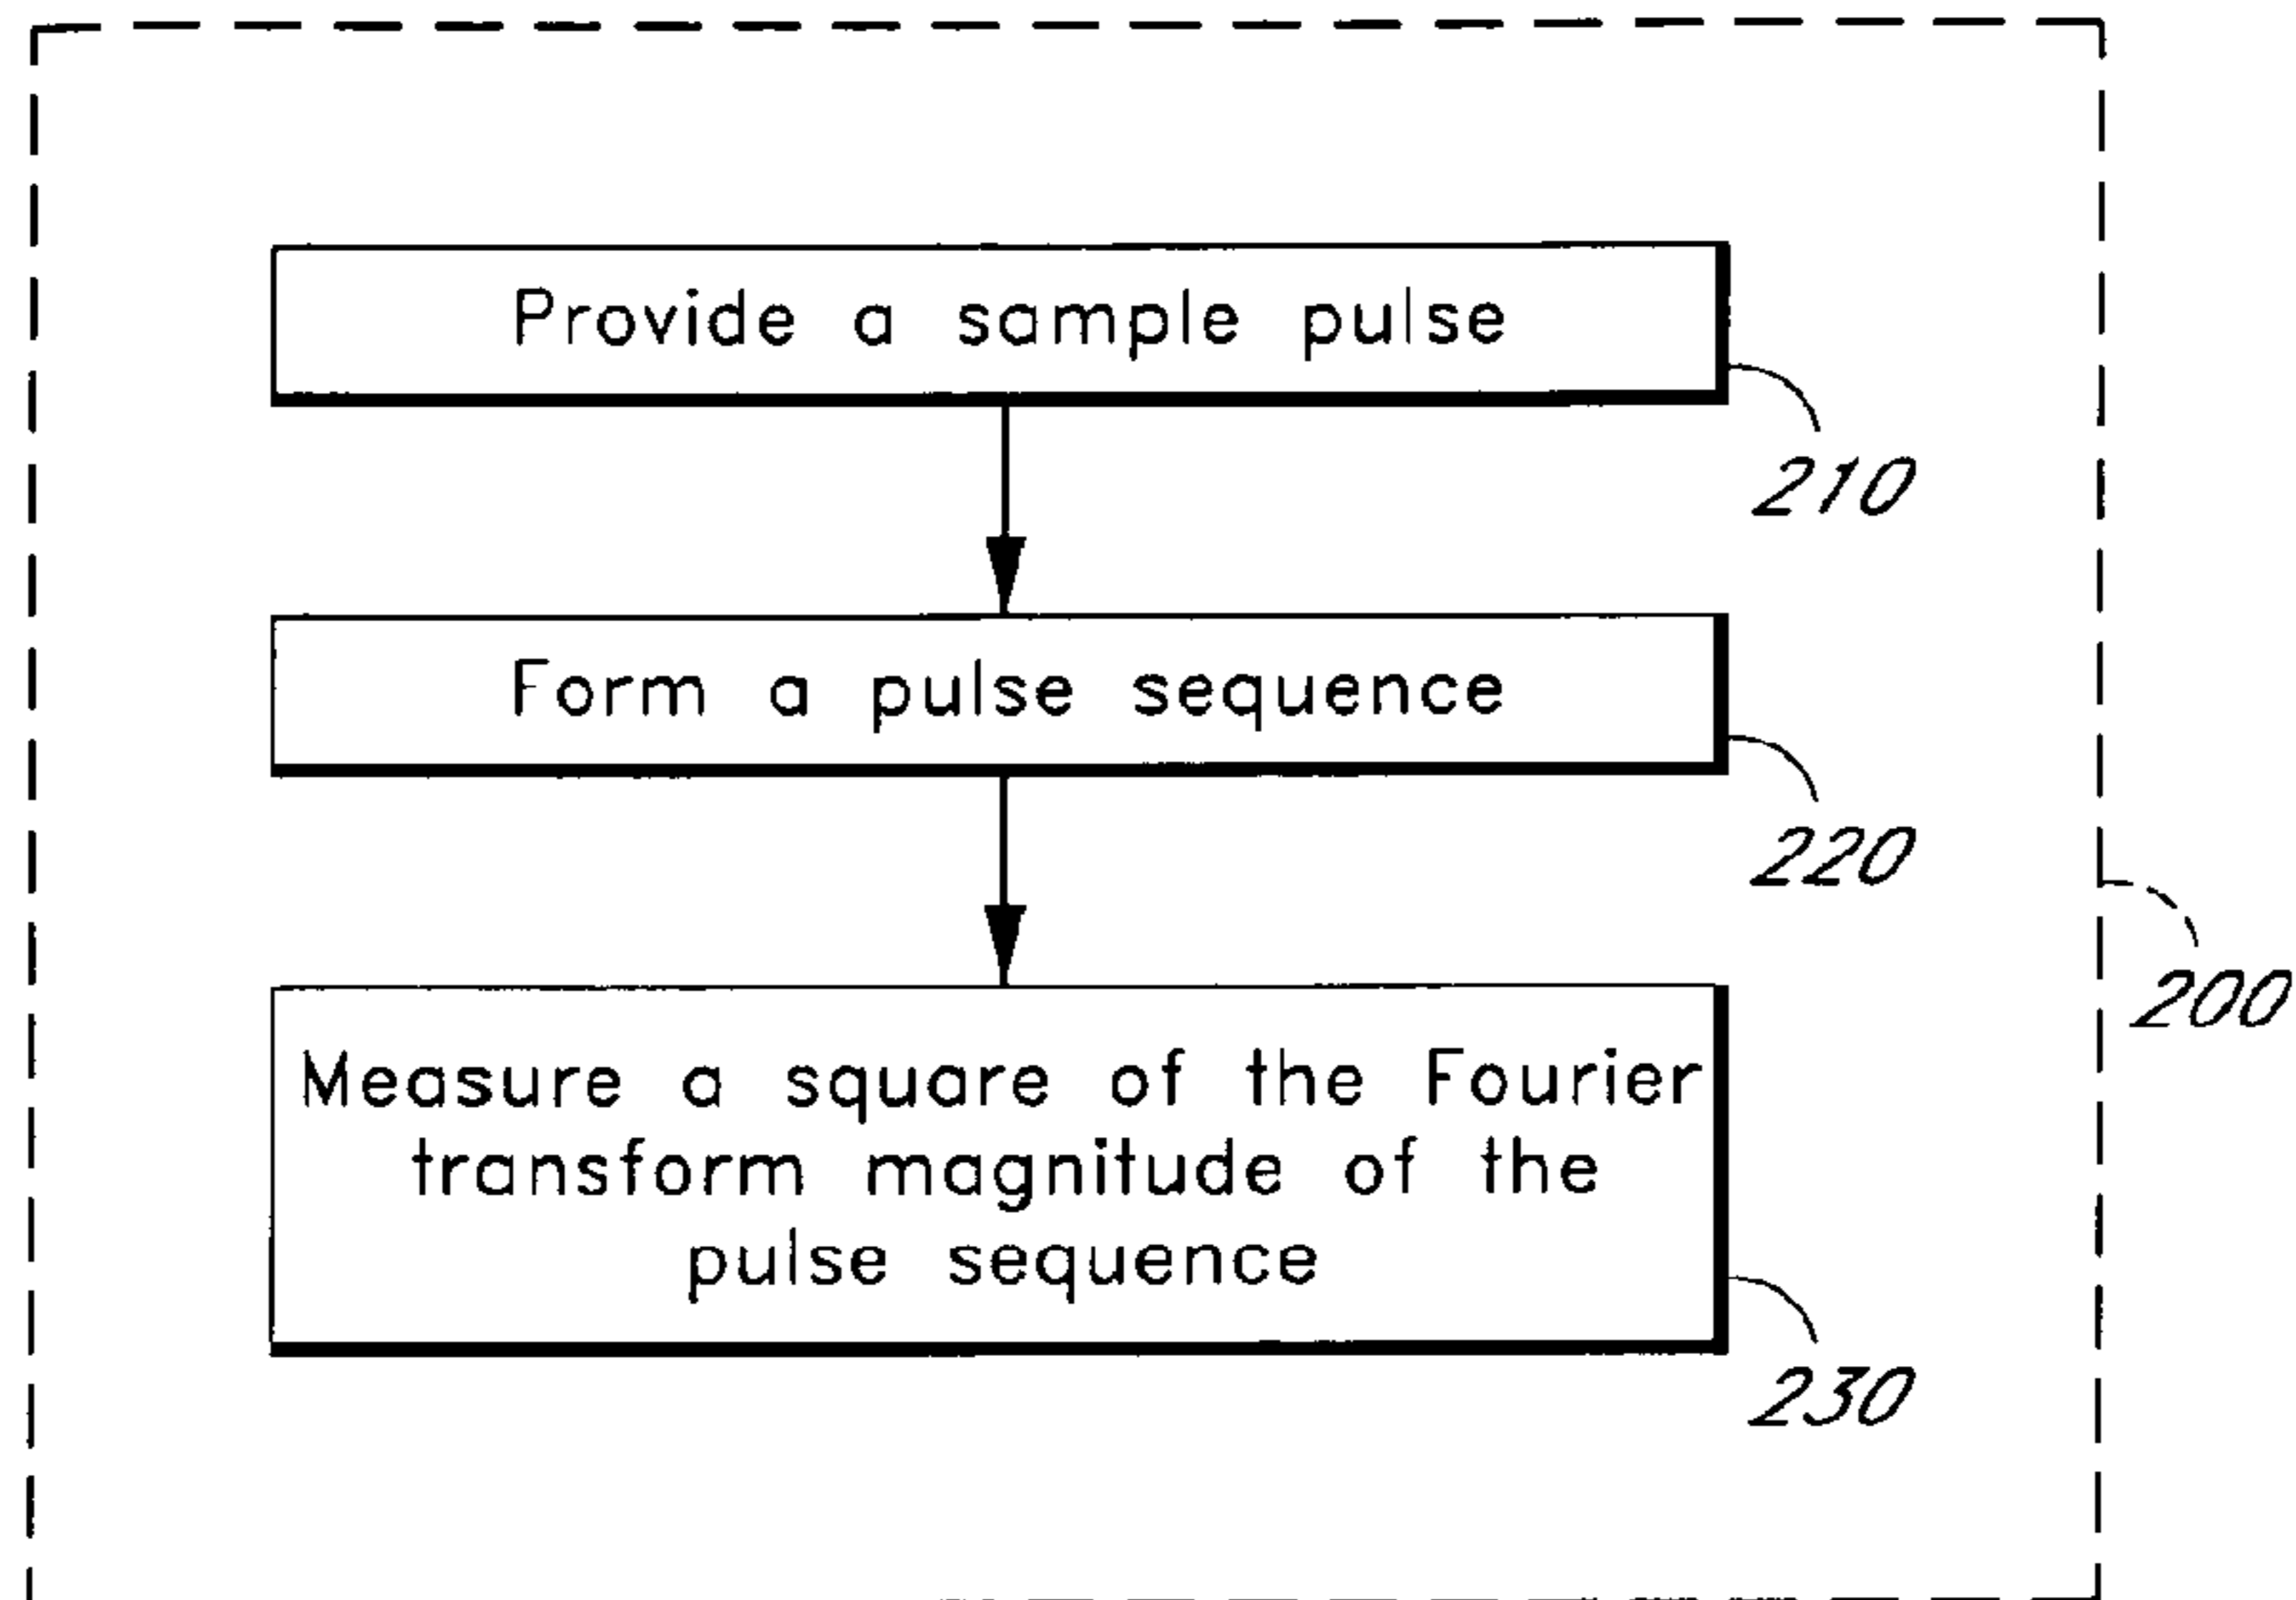 Provide a sample pulse
210
Form a pulse sequence
220
200
Measure a square of the Fourier
transform magnitude of the
pulse sequence
230